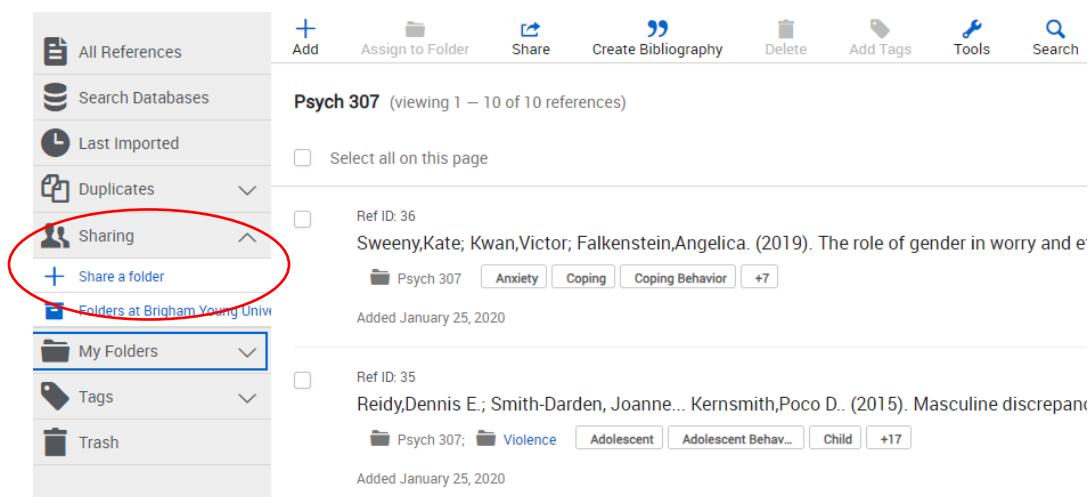 All References
Search Databases
Last Imported
Duplicates
Sharing
Share a folder
Folders at Brigham Young Unive
My Folders
Tags
Trash
Add
Assign to Folder
Share
Create Bibliography
Delete
Add Tags
Tools
Search
Psych 307 (viewing 1 – 10 of 10 references)
Select all on this page
Ref ID: 36
Sweeny,Kate; Kwan,Victor; Falkenstein,Angelica. (2019). The role of gender in worry and e
Psych 307 Anxiety Coping Coping Behavior +7
Added January 25, 2020
Ref ID: 35
Reidy,Dennis E.; Smith-Darden, Joanne... Kernsmith,Poco D.. (2015). Masculine discrepanc
Psych 307; Violence Adolescent Adolescent Behav... Child +17
Added January 25, 2020